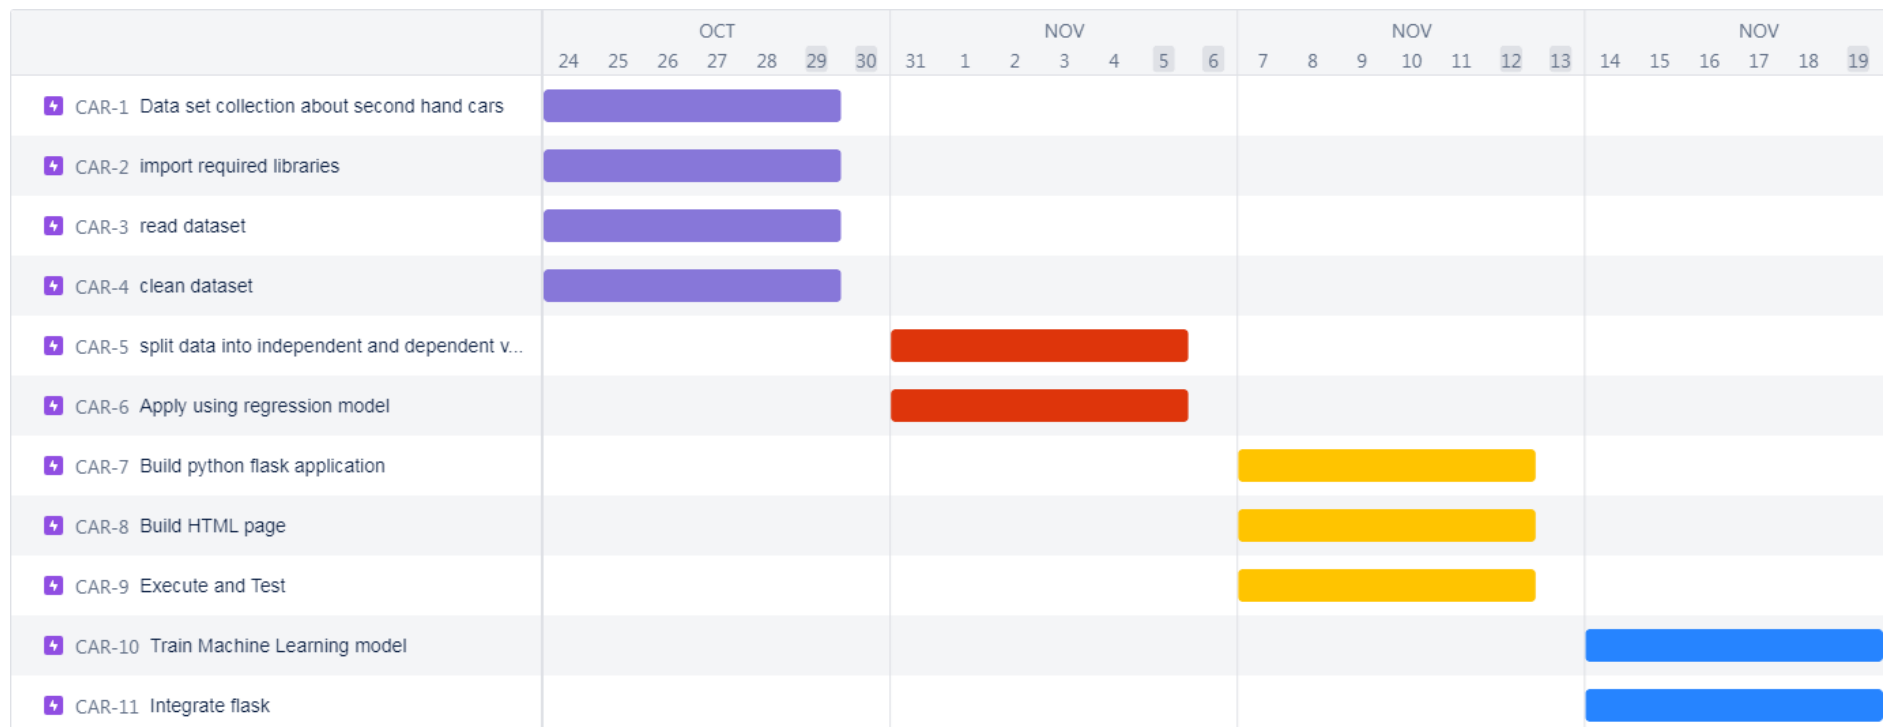 OCT NOV NOV NOV
24 25 26 27 28 29 30 31 1 2 3 4 5 6 7 8 9 10 11 12 13 14 15 16 17 18 19
CAR-1 Data set collection about second hand cars
CAR-2 import required libraries
CAR-3 read dataset
CAR-4 clean dataset
CAR-5 split data into independent and dependent v...
CAR-6 Apply using regression model
CAR-7 Build python flask application
CAR-8 Build HTML page
CAR-9 Execute and Test
CAR-10 Train Machine Learning model
CAR-11 Integrate flask